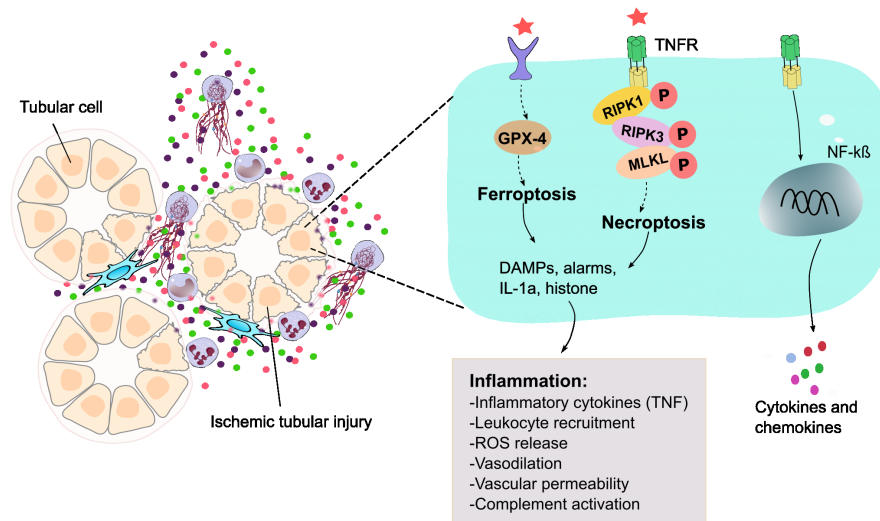 Tubular cell
Ischemic tubular injury
TNFR
RIPK1
P
RIPK3
P
MLKL
P
GPX-4
Ferroptosis
Necroptosis
DAMPs, alarms,
IL-1a, histone
NF-kß
Inflammation:
-Inflammatory cytokines (TNF)
-Leukocyte recruitment
-ROS release
-Vasodilation
-Vascular permeability
-Complement activation
Cytokines and
chemokines